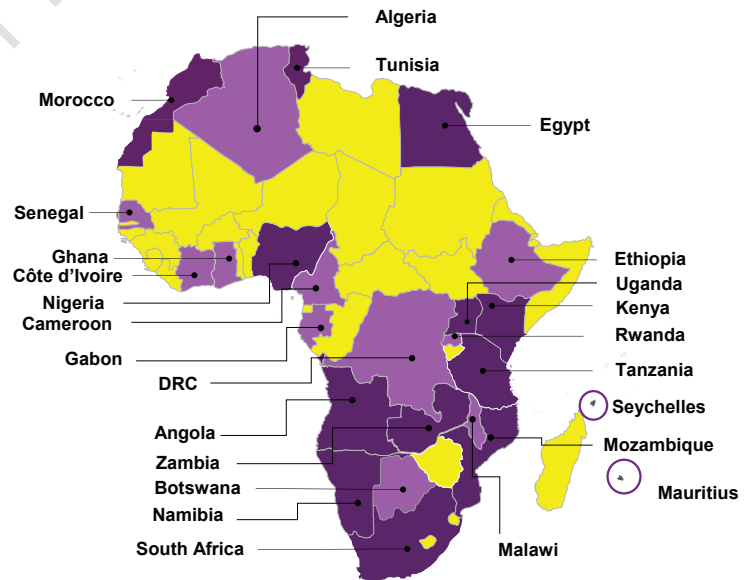 Algeria
Tunisia
Morocco
Egypt
Senegal
Ghana
Côte d'Ivoire
Nigeria
Cameroon
Gabon
DRC
Angola
Zambia
Botswana
Namibia
South Africa
Ethiopia
Uganda
Kenya
Rwanda
Tanzania
Seychelles
Mozambique
Mauritius
Malawi